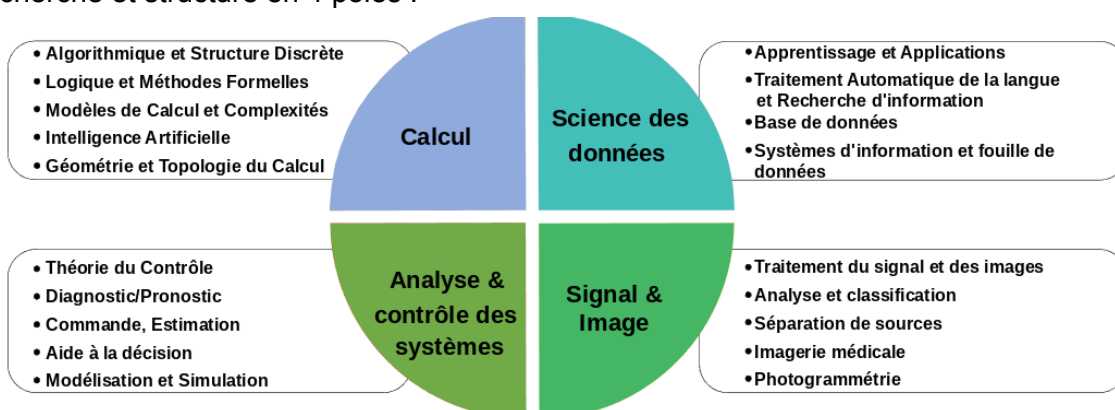 • Algorithmique et Structure Discrète
• Logique et Méthodes Formelles
• Modèles de Calcul et Complexités
• Intelligence Artificielle
• Géométrie et Topologie du Calcul
Calcul
Science des
données
• Apprentissage et Applications
• Traitement Automatique de la langue
et Recherche d'information
• Base de données
• Systèmes d'information et fouille de
données
• Théorie du Contrôle
• Diagnostic/Pronostic
• Commande, Estimation
• Aide à la décision
• Modélisation et Simulation
Analyse &
contrôle des
systèmes
Signal &
Image
• Traitement du signal et des images
• Analyse et classification
• Séparation de sources
• Imagerie médicale
• Photogrammétrie